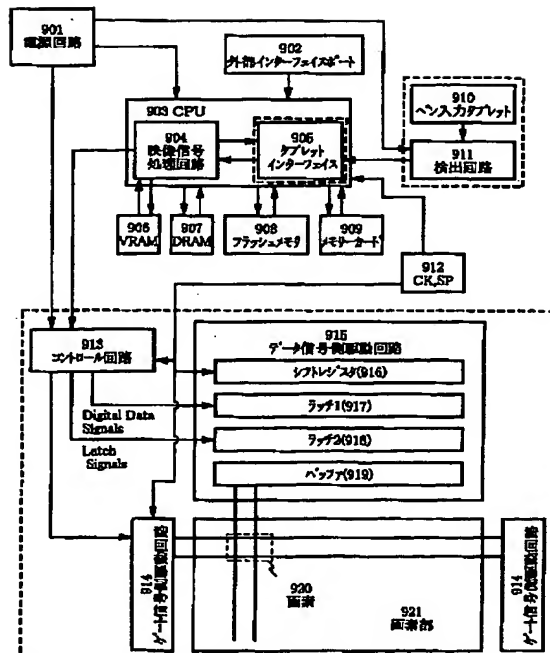 901
電源回路
902
外部インターフェイスポート
903 CPU
904
映像信号
処理回路
905
タブレット
インターフェイス
910
ペン入力タブレット
911
検出回路
906
VRAM
907
DRAM
908
フラッシュメモリ
909
メモリーカード
912
CK,SP
913
コントロール回路
915
データ信号側駆動回路
シフトレジスタ(916)
ラッチ1(917)
ラッチ2(918)
バッファ(919)
Digital Data
Signals
Latch
Signals
914
ゲート信号側駆動回路
920
画素
921
画素部
914
ゲート信号側駆動回路